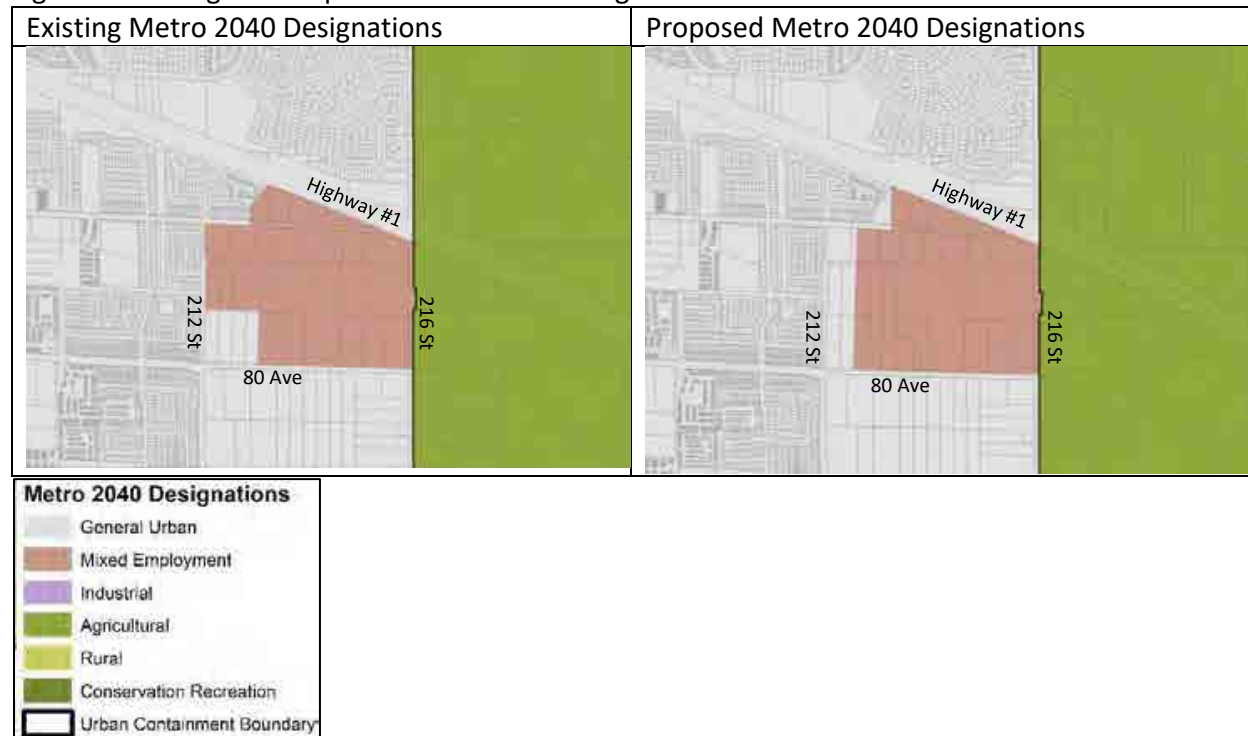 Existing Metro 2040 Designations
Proposed Metro 2040 Designations
Highway #1
212 St
216 St
80 Ave
Highway #1
212 St
216 St
80 Ave
Metro 2040 Designations
General Urban
Mixed Employment
Industrial
Agricultural
Rural
Conservation Recreation
Urban Containment Boundary